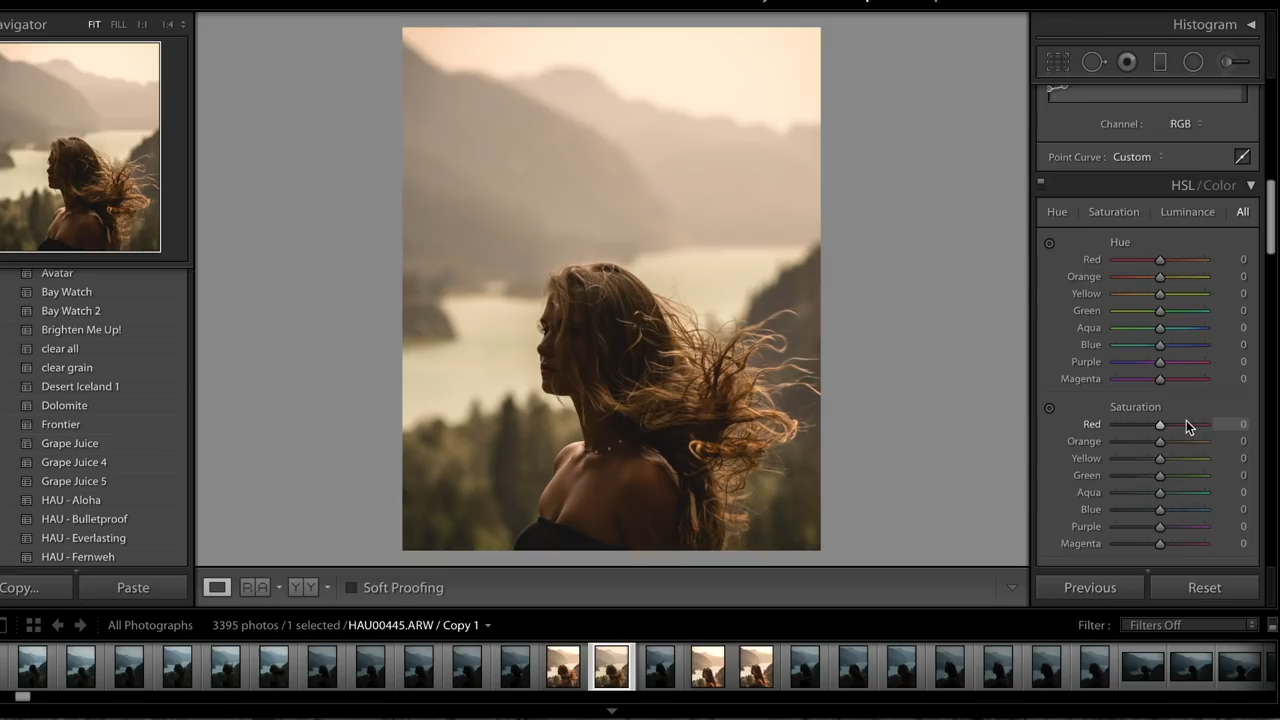 avigator FIT FILL 1:1 1:4
Histogram
Channel : RGB
Point Curve : Custom
HSL / Color
Hue Saturation Luminance All
Hue
Red 0
Orange 0
Yellow 0
Green 0
Aqua 0
Blue 0
Purple 0
Magenta 0
Saturation
Red 0
Orange 0
Yellow 0
Green 0
Aqua 0
Blue 0
Purple 0
Magenta 0
Avatar
Bay Watch
Bay Watch 2
Brighten Me Up!
clear all
clear grain
Desert Iceland 1
Dolomite
Frontier
Grape Juice
Grape Juice 4
Grape Juice 5
HAU - Aloha
HAU - Bulletproof
HAU - Everlasting
HAU - Fernweh
Copy... Paste
R A Y Y Soft Proofing
Previous Reset
All Photographs 3395 photos / 1 selected / HAU00445.ARW / Copy 1
Filter : Filters Off